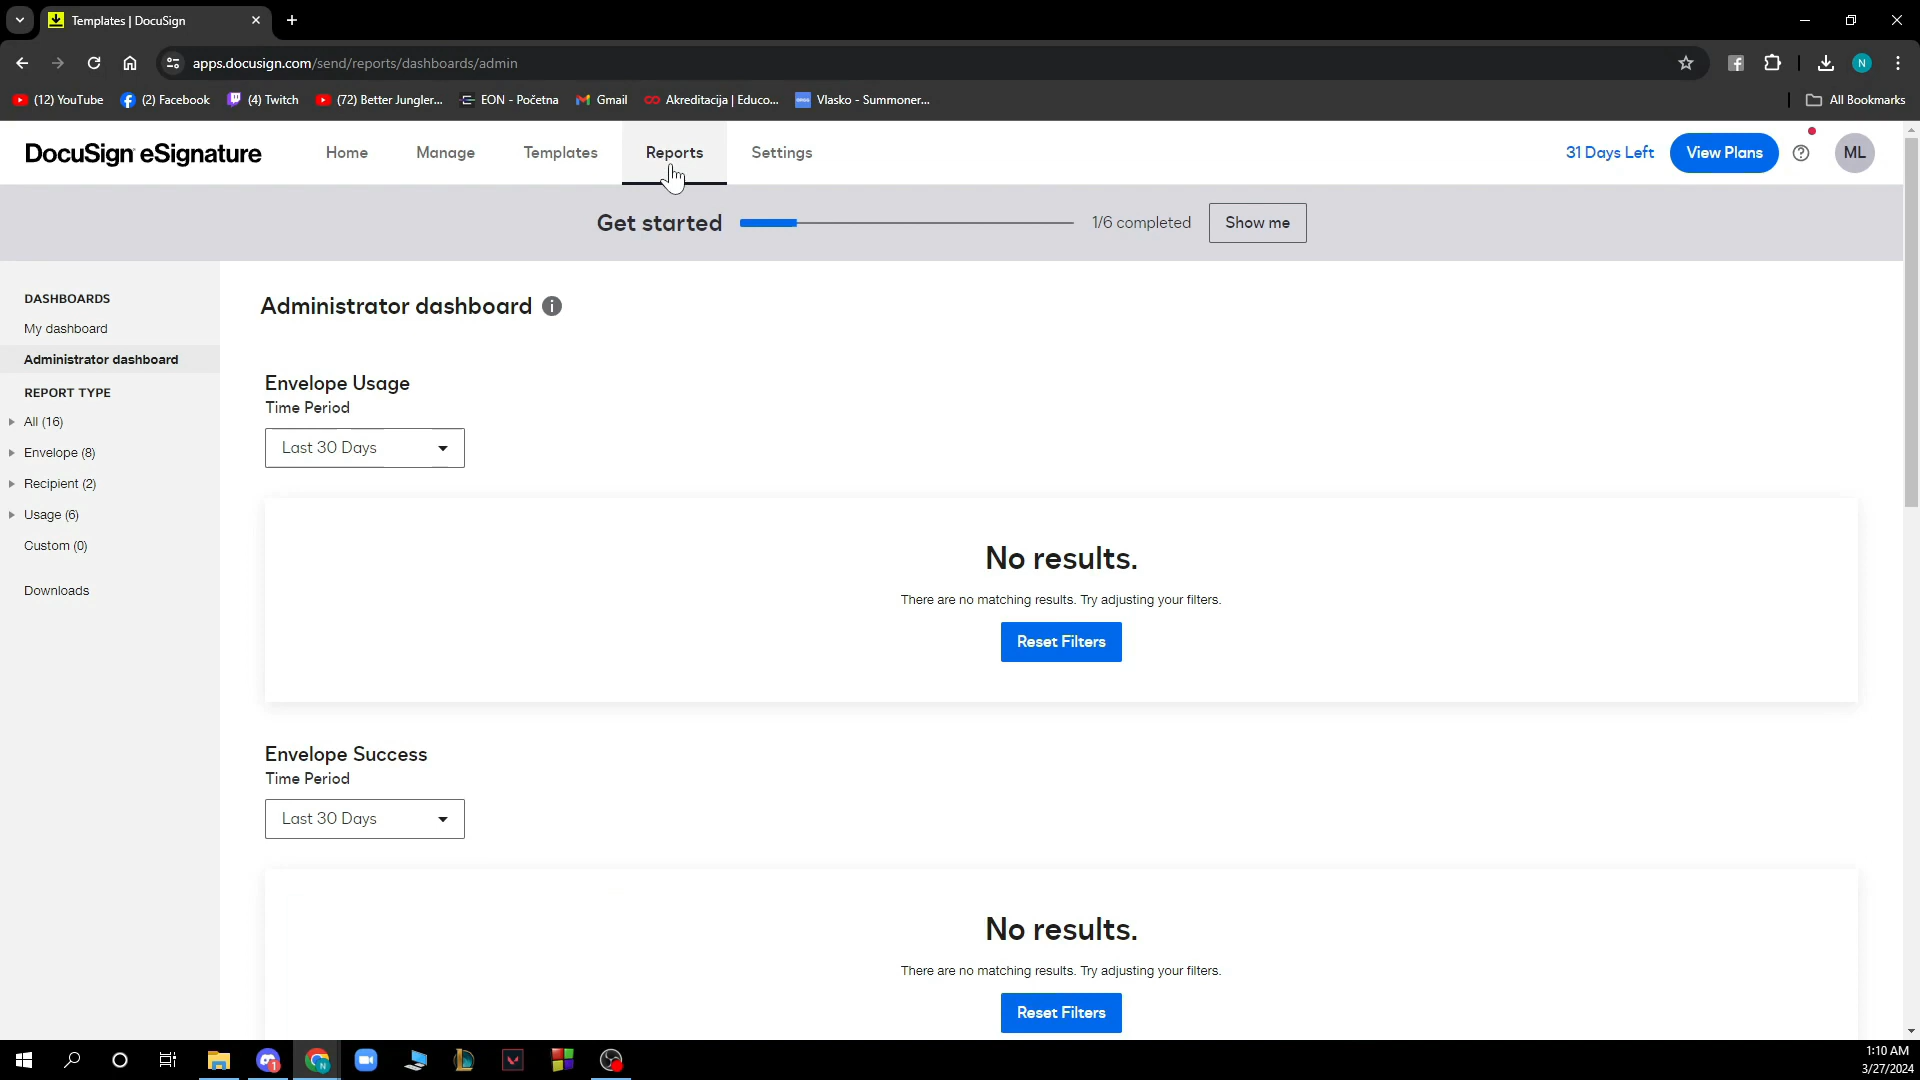 Templates | DocuSign
apps.docusign.com/send/reports/dashboards/admin
(12) YouTube
(2) Facebook
(4) Twitch
(72) Better Jungler...
EON - Početna
Gmail
Akreditacija | Educo...
Vlasko - Summoner...
All Bookmarks
N
DocuSign eSignature
Home
Manage
Templates
Reports
Settings
31 Days Left
View Plans
ML
Get started
1/6 completed
Show me
DASHBOARDS
My dashboard
Administrator dashboard
REPORT TYPE
All (16)
Envelope (8)
Recipient (2)
Usage (6)
Custom (0)
Downloads
Administrator dashboard
Envelope Usage
Time Period
Last 30 Days
No results.
There are no matching results. Try adjusting your filters.
Reset Filters
Envelope Success
Time Period
Last 30 Days
No results.
There are no matching results. Try adjusting your filters.
Reset Filters
1:10 AM
3/27/2024